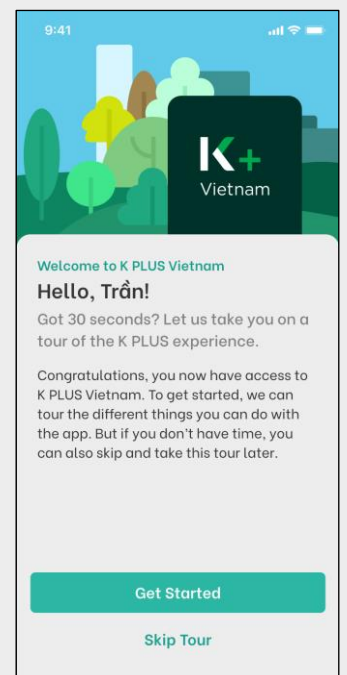 9:41
K+
Vietnam
Welcome to K PLUS Vietnam
Hello, Trần!
Got 30 seconds? Let us take you on a
tour of the K PLUS experience.
Congratulations, you now have access to
K PLUS Vietnam. To get started, we can
tour the different things you can do with
the app. But if you don't have time, you
can also skip and take this tour later.
Get Started
Skip Tour